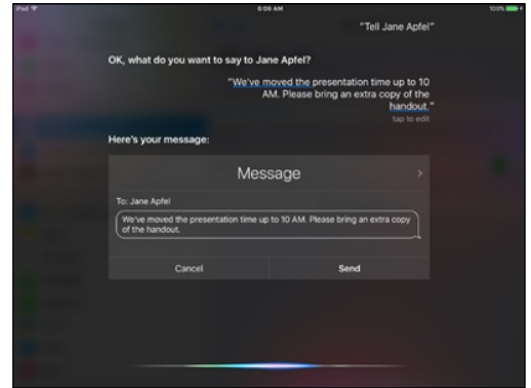 iPad 6:06 AM 100%
"Tell Jane Apfel"
OK, what do you want to say to Jane Apfel?
"We've moved the presentation time up to 10
AM. Please bring an extra copy of the
handout."
tap to edit
Here's your message:
Message
To: Jane Apfel
We've moved the presentation time up to 10 AM. Please bring an extra copy
of the handout.
Cancel Send